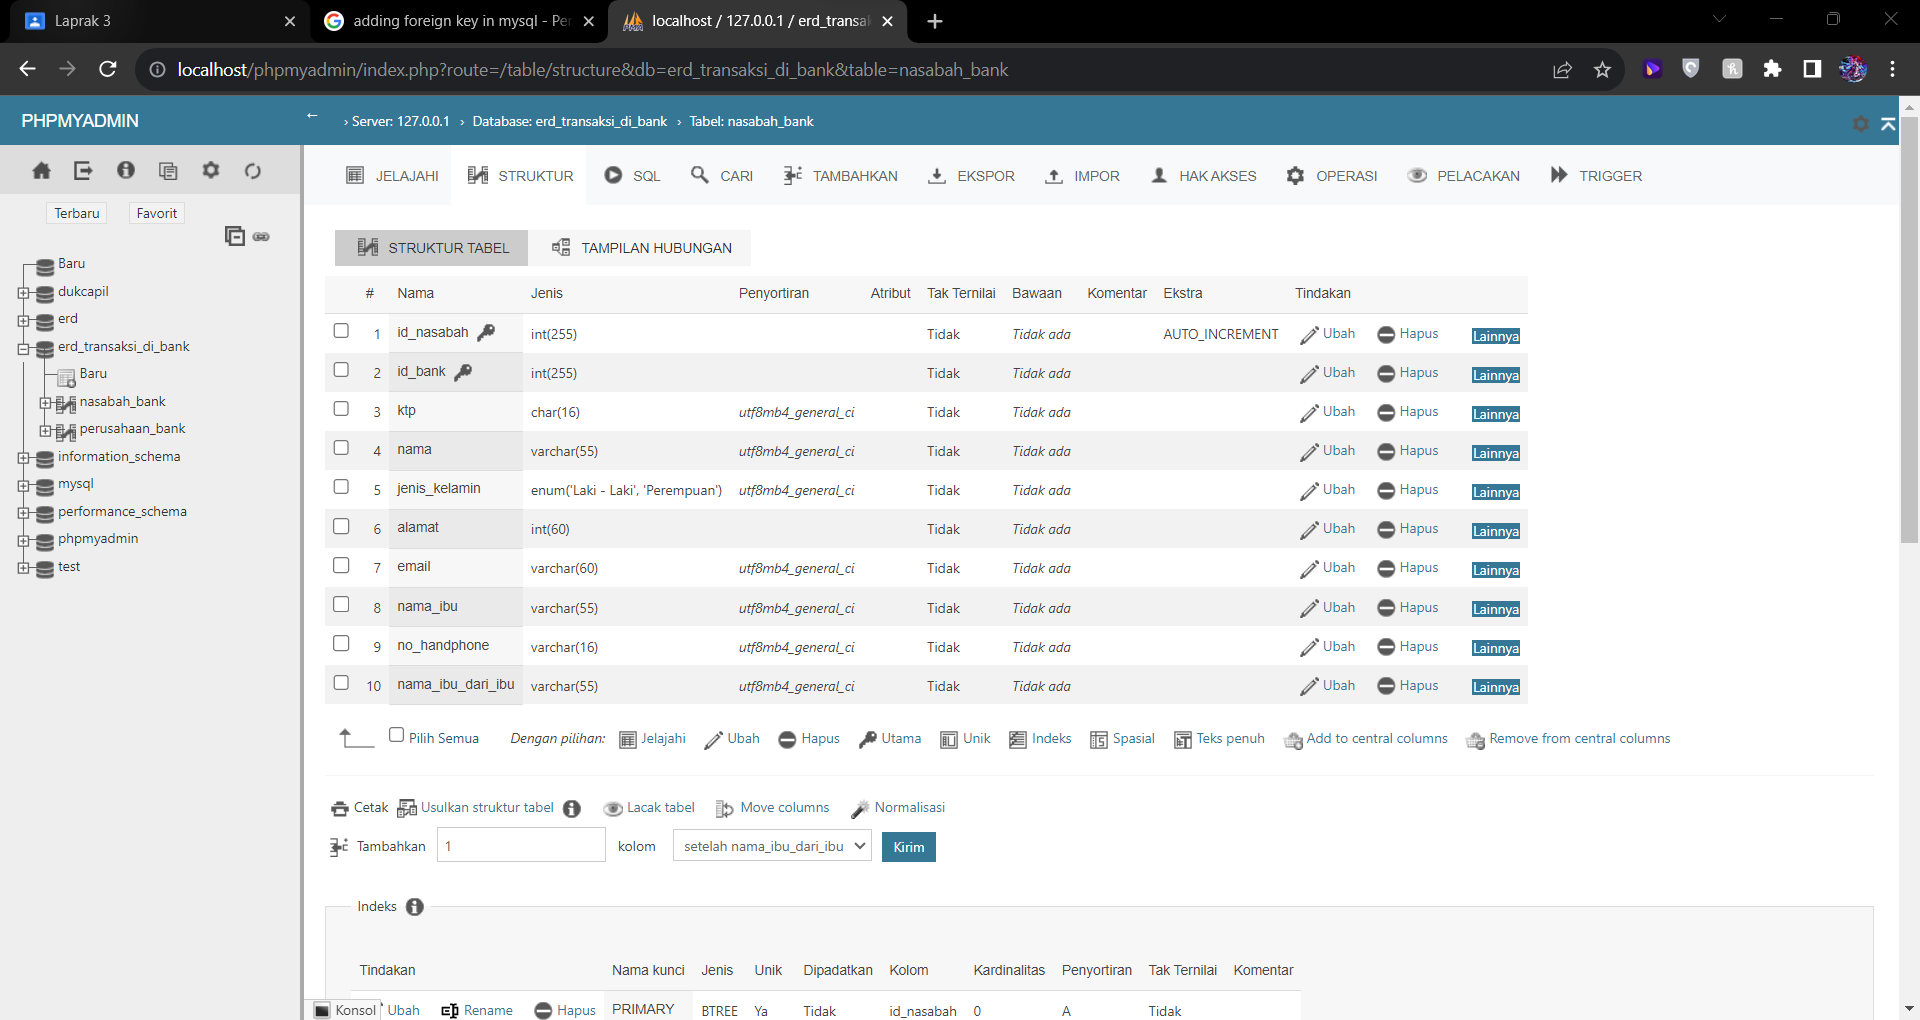 Laprak 3
adding foreign key in mysql - Pe
localhost / 127.0.0.1 / erd_transak
localhost/phpmyadmin/index.php?route=/table/structure&db=erd_transaksi_di_bank&table=nasabah_bank
PHPMYADMIN
Server: 127.0.0.1 › Database: erd_transaksi_di_bank › Tabel: nasabah_bank
JELAJAHI STRUKTUR SQL CARI TAMBAHKAN EKSPOR IMPOR HAK AKSES OPERASI PELACAKAN TRIGGER
Terbaru Favorit
Baru
dukcapil
erd
erd_transaksi_di_bank
Baru
nasabah_bank
perusahaan_bank
information_schema
mysql
performance_schema
phpmyadmin
test
STRUKTUR TABEL TAMPILAN HUBUNGAN
# Nama Jenis Penyortiran Atribut Tak Ternilai Bawaan Komentar Ekstra Tindakan
1 id_nasabah int(255) Tidak Tidak ada AUTO_INCREMENT Ubah Hapus Lainnya
2 id_bank int(255) Tidak Tidak ada Ubah Hapus Lainnya
3 ktp char(16) utf8mb4_general_ci Tidak Tidak ada Ubah Hapus Lainnya
4 nama varchar(55) utf8mb4_general_ci Tidak Tidak ada Ubah Hapus Lainnya
5 jenis_kelamin enum('Laki - Laki', 'Perempuan') utf8mb4_general_ci Tidak Tidak ada Ubah Hapus Lainnya
6 alamat int(60) Tidak Tidak ada Ubah Hapus Lainnya
7 email varchar(60) utf8mb4_general_ci Tidak Tidak ada Ubah Hapus Lainnya
8 nama_ibu varchar(55) utf8mb4_general_ci Tidak Tidak ada Ubah Hapus Lainnya
9 no_handphone varchar(16) utf8mb4_general_ci Tidak Tidak ada Ubah Hapus Lainnya
10 nama_ibu_dari_ibu varchar(55) utf8mb4_general_ci Tidak Tidak ada Ubah Hapus Lainnya
Pilih Semua Dengan pilihan: Jelajahi Ubah Hapus Utama Unik Indeks Spasial Teks penuh Add to central columns Remove from central columns
Cetak Usulkan struktur tabel Lacak tabel Move columns Normalisasi
Tambahkan 1 kolom setelah nama_ibu_dari_ibu Kirim
Indeks
Tindakan Nama kunci Jenis Unik Dipadatkan Kolom Kardinalitas Penyortiran Tak Ternilai Komentar
Konsol Ubah Rename Hapus PRIMARY BTREE Ya Tidak id_nasabah 0 A Tidak